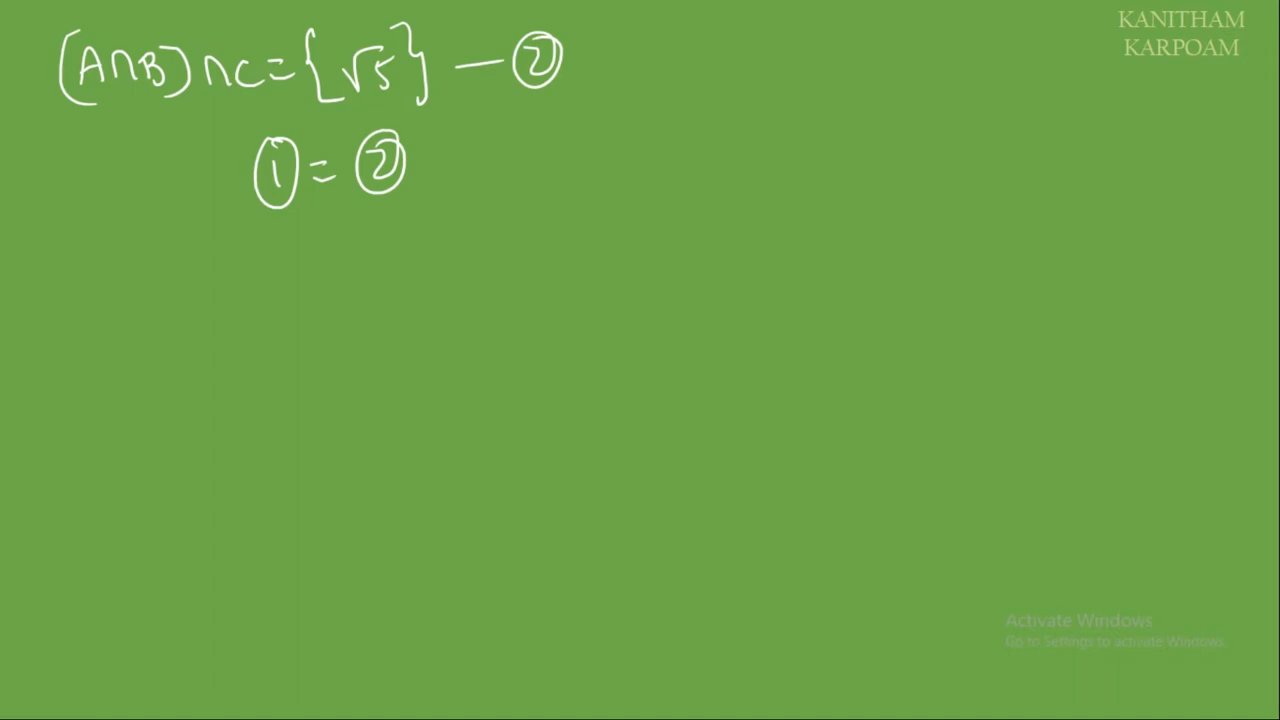 (A∩B)∩C={√5} — ②
① = ②
KANITHAM
KARPOAM
Activate Windows
Go to Settings to activate Windows.